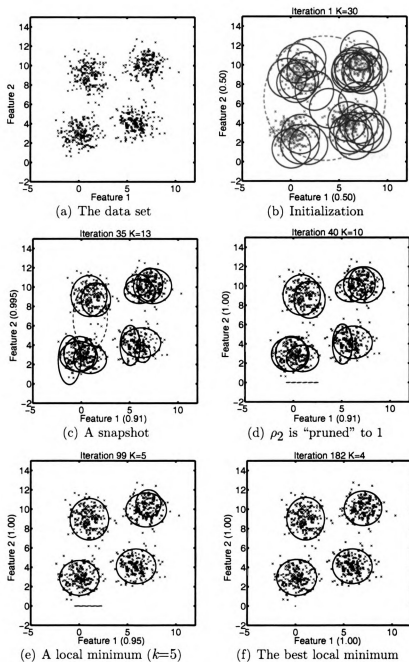 14
12
10
8
6
4
2
0
-5 0 5 10
Feature 2
Feature 1
(a) The data set
Iteration 1 K=30
14
12
10
8
6
4
2
0
-2
-5 0 5 10
Feature 2 (0.50)
Feature 1 (0.50)
(b) Initialization
Iteration 35 K=13
14
12
10
8
6
4
2
0
-2
-5 0 5 10
Feature 2 (0.995)
Feature 1 (0.91)
(c) A snapshot
Iteration 40 K=10
14
12
10
8
6
4
2
0
-2
-5 0 5 10
Feature 2 (1.00)
Feature 1 (0.91)
(d) ρ2 is “pruned” to 1
Iteration 99 K=5
14
12
10
8
6
4
2
0
-2
-5 0 5 10
Feature 2 (1.00)
Feature 1 (0.95)
(e) A local minimum (k=5)
Iteration 182 K=4
14
12
10
8
6
4
2
0
-2
-5 0 5 10
Feature 2 (1.00)
Feature 1 (1.00)
(f) The best local minimum